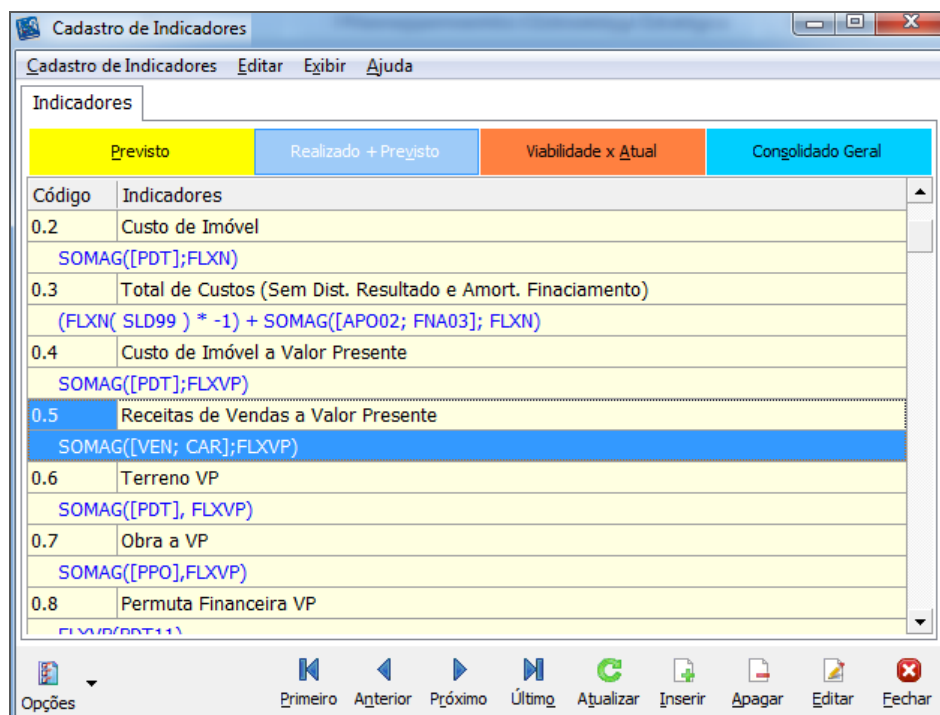 Cadastro de Indicadores
Cadastro de Indicadores Editar Exibir Ajuda
Indicadores
Previsto Realizado + Previsto Viabilidade x Atual Consolidado Geral
Código Indicadores
0.2 Custo de Imóvel
SOMAG([PDT];FLXN)
0.3 Total de Custos (Sem Dist. Resultado e Amort. Finaciamento)
(FLXN( SLD99 ) * -1) + SOMAG([APO02; FNA03]; FLXN)
0.4 Custo de Imóvel a Valor Presente
SOMAG([PDT];FLXVP)
0.5 Receitas de Vendas a Valor Presente
SOMAG([VEN; CAR];FLXVP)
0.6 Terreno VP
SOMAG([PDT], FLXVP)
0.7 Obra a VP
SOMAG([PPO],FLXVP)
0.8 Permuta Financeira VP
FLXVP(PDT11)
Opções Primeiro Anterior Próximo Último Atualizar Inserir Apagar Editar Fechar